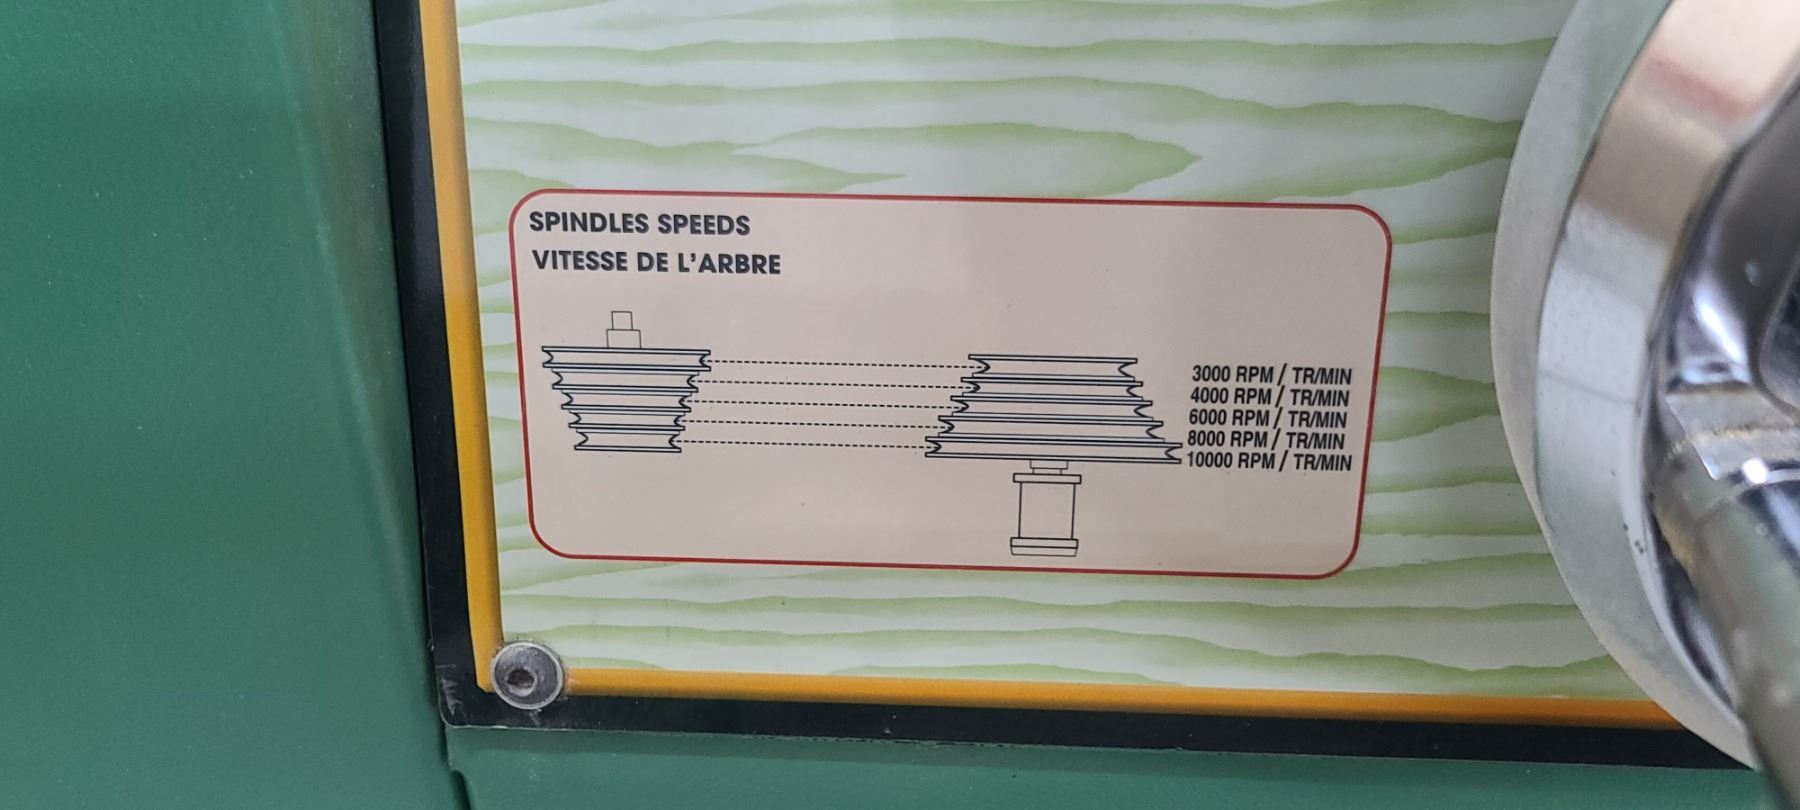 SPINDLES SPEEDS
VITESSE DE L'ARBRE
3000 RPM / TR/MIN
4000 RPM / TR/MIN
6000 RPM / TR/MIN
8000 RPM / TR/MIN
10000 RPM / TR/MIN